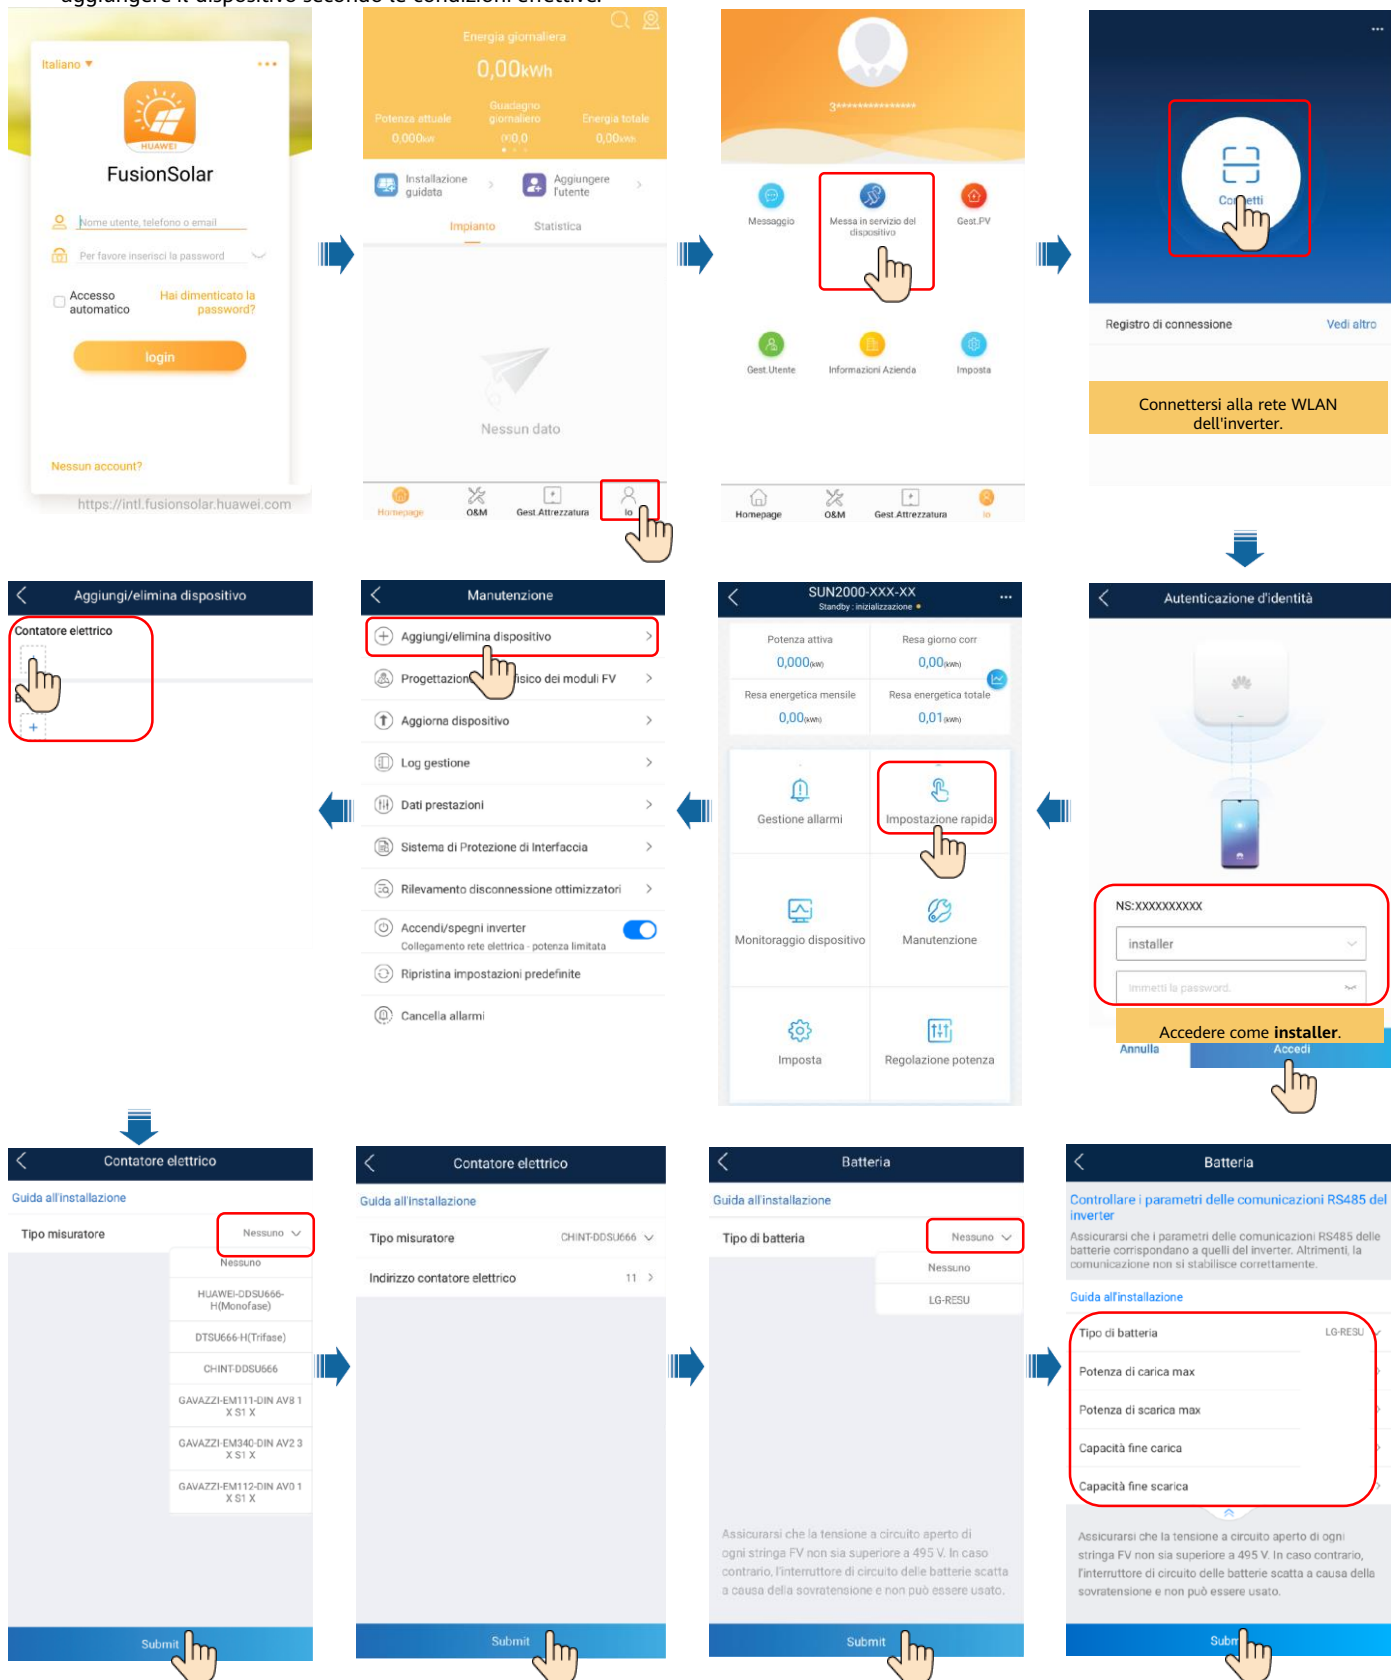 aggiungere il dispositivo secondo le condizioni effettive.
Italiano
HUAWEI
FusionSolar
Nome utente, telefono o email
Per favore inserisci la password
Accesso
automatico
Hai dimenticato la
password?
login
Nessun account?
https://intl.fusionsolar.huawei.com
Energia giornaliera
0,00kWh
Potenza attuale
0,000kW
Guadagno
giornaliero
0,0
Energia totale
0,00kWh
Installazione
guidata
Aggiungere
l'utente
Impianto
Statistica
Nessun dato
Homepage
O&M
Gest.Attrezzatura
Io
3***************
Messaggio
Messa in servizio del
dispositivo
Gest.PV
Gest.Utente
Informazioni Azienda
Imposta
Homepage
O&M
Gest.Attrezzatura
Io
Connetti
Registro di connessione
Vedi altro
Connettersi alla rete WLAN
dell'inverter.
Aggiungi/elimina dispositivo
Contatore elettrico
Manutenzione
Aggiungi/elimina dispositivo
Progettazion
isico dei moduli FV
Aggiorna dispositivo
Log gestione
Dati prestazioni
Sistema di Protezione di Interfaccia
Rilevamento disconnessione ottimizzatori
Accendi/spegni inverter
Collegamento rete elettrica - potenza limitata
Ripristina impostazioni predefinite
Cancella allarmi
SUN2000-XXX-XX
Standby : inizializzazione
Potenza attiva
0,000(kW)
Resa giorno corr
0,00(kWh)
Resa energetica mensile
0,00(kWh)
Resa energetica totale
0,01(kWh)
Gestione allarmi
Impostazione rapida
Monitoraggio dispositivo
Manutenzione
Imposta
Regolazione potenza
Autenticazione d'identità
NS:XXXXXXXXXX
installer
Immetti la password.
Accedere come installer.
Annulla
Accedi
Contatore elettrico
Guida all'installazione
Tipo misuratore
Nessuno
Nessuno
HUAWEI-DDSU666-
H(Monofase)
DTSU666-H(Trifase)
CHINT-DDSU666
GAVAZZI-EM111-DIN AV8 1
X S1 X
GAVAZZI-EM340-DIN AV2 3
X S1 X
GAVAZZI-EM112-DIN AV0 1
X S1 X
Submit
Contatore elettrico
Guida all'installazione
Tipo misuratore
CHINT-DDSU666
Indirizzo contatore elettrico
11
Submit
Batteria
Guida all'installazione
Tipo di batteria
Nessuno
Nessuno
LG-RESU
Assicurarsi che la tensione a circuito aperto di
ogni stringa FV non sia superiore a 495 V. In caso
contrario, l'interruttore di circuito delle batterie scatta
a causa della sovratensione e non può essere usato.
Submit
Batteria
Controllare i parametri delle comunicazioni RS485 del
inverter
Assicurarsi che i parametri delle comunicazioni RS485 delle
batterie corrispondano a quelli del inverter. Altrimenti, la
comunicazione non si stabilisce correttamente.
Guida all'installazione
Tipo di batteria
LG-RESU
Potenza di carica max
Potenza di scarica max
Capacità fine carica
Capacità fine scarica
Assicurarsi che la tensione a circuito aperto di ogni
stringa FV non sia superiore a 495 V. In caso contrario,
l'interruttore di circuito delle batterie scatta a causa della
sovratensione e non può essere usato.
Subm